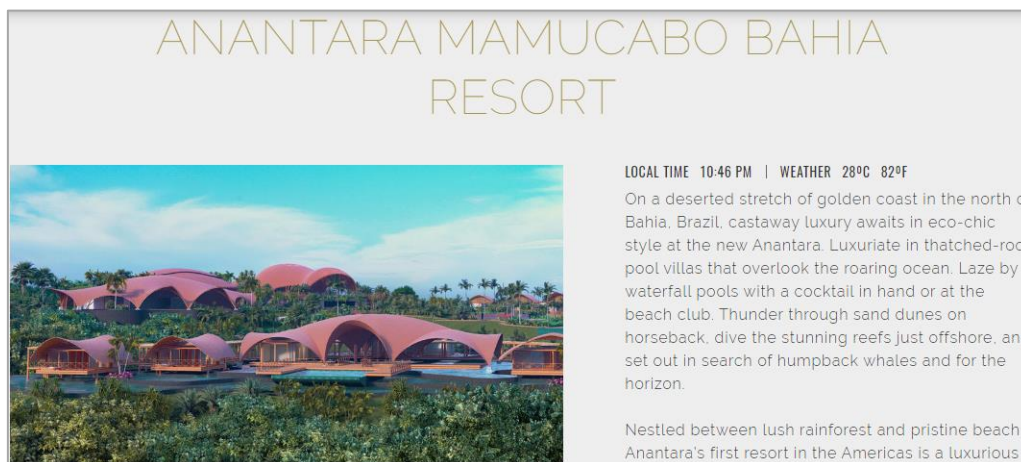 ANANTARA MAMUCABO BAHIA
RESORT
LOCAL TIME 10:46 PM | WEATHER 28ºC 82ºF
On a deserted stretch of golden coast in the north
Bahia, Brazil, castaway luxury awaits in eco-chic
style at the new Anantara. Luxuriate in
pool villas that overlook the roaring ocean. Laze by
waterfall pools with a cocktail in hand or at the
beach club. Thunder through sand dunes on
horseback, dive the stunning reefs just offshore,
set out in search of humpback whales and for the
horizon.
Nestled between lush rainforest and pristine beach
Anantara's first resort in the Americas is a luxurious